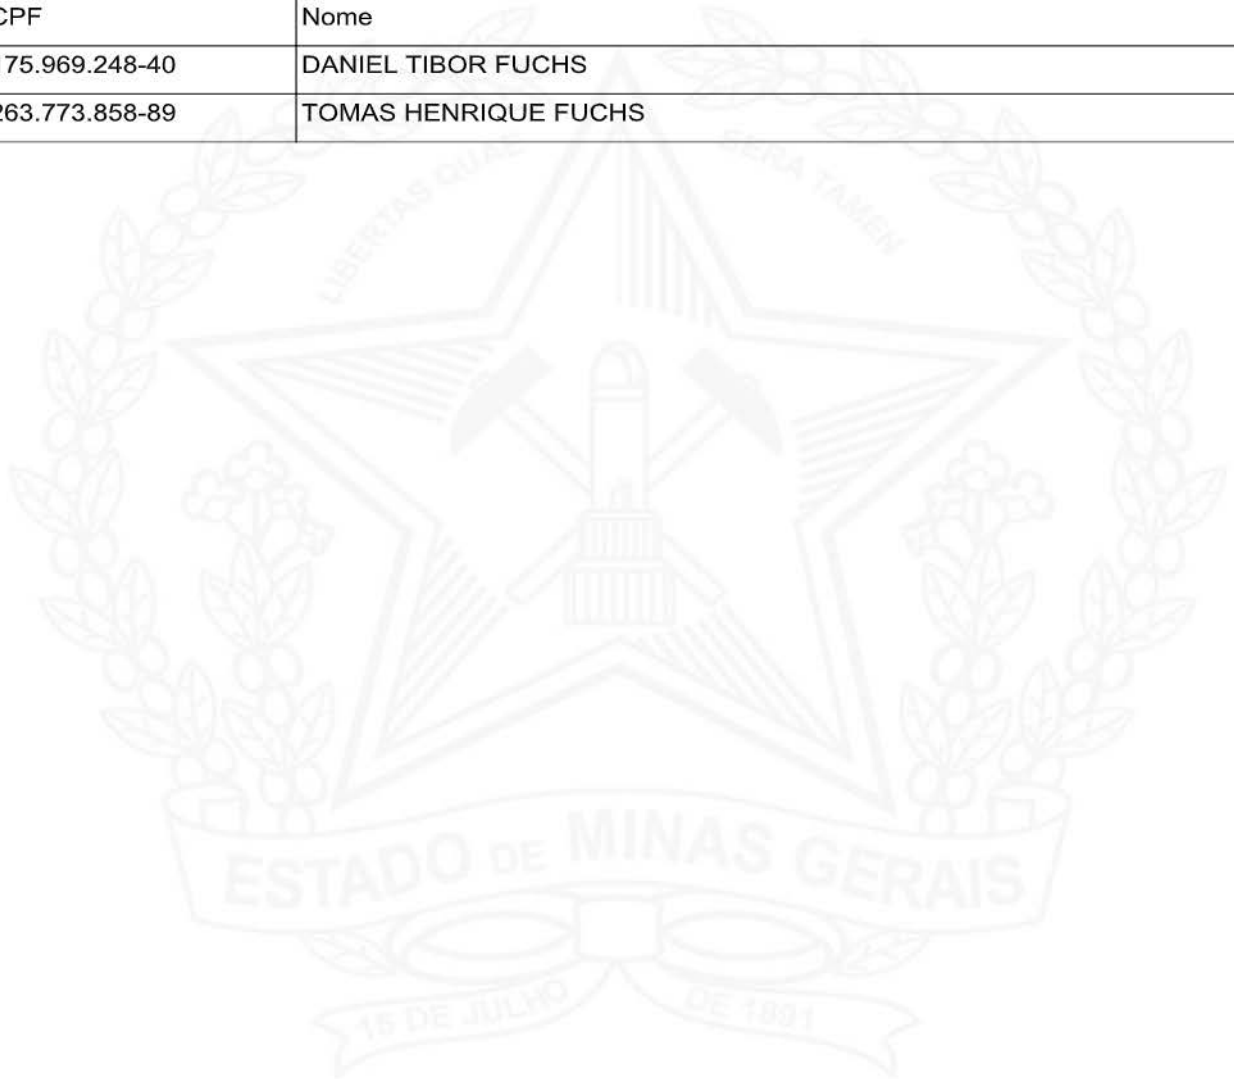 CPF Nome
175.969.248-40 DANIEL TIBOR FUCHS
263.773.858-89 TOMAS HENRIQUE FUCHS
LIBERTAS QUAE SERA TAMEN
ESTADO DE MINAS GERAIS
15 DE JULHO DE 1891